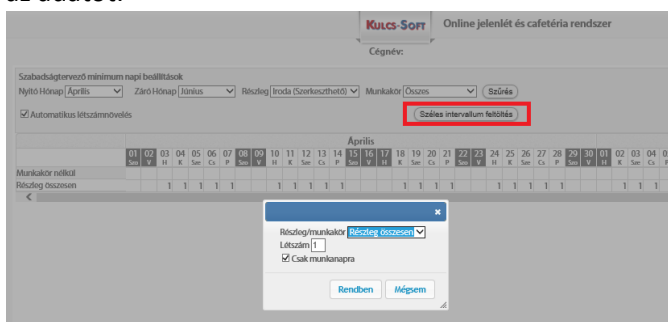 az adatot.
Kulcs-Soft Online jelenlét és cafetéria rendszer
Cégnév:
Szabadságtervező minimum napi beállítások
Nyitó Hónap Április Záró Hónap Június Részleg Iroda (Szerkeszthető) Munkakör Összes Szűrés
Automatikus létszámnövelés Széles intervallum feltöltés
Április
01 02 03 04 05 06 07 08 09 10 11 12 13 14 15 16 17 18 19 20 21 22 23 24 25 26 27 28 29 30 01 02 03 04
Szo V H K Sze Cs P Szo V H K Sze Cs P Szo V H K Sze Cs P Szo V H K Sze Cs P Szo V H K Sze Cs
Munkakör nélkül
Részleg összesen 1 1 1 1 1 1 1 1 1 1 1 1 1 1 1 1 1 1 1 1 1 1
Részleg/munkakör Részleg összesen
Létszám 1
Csak munkanapra
Rendben Mégsem